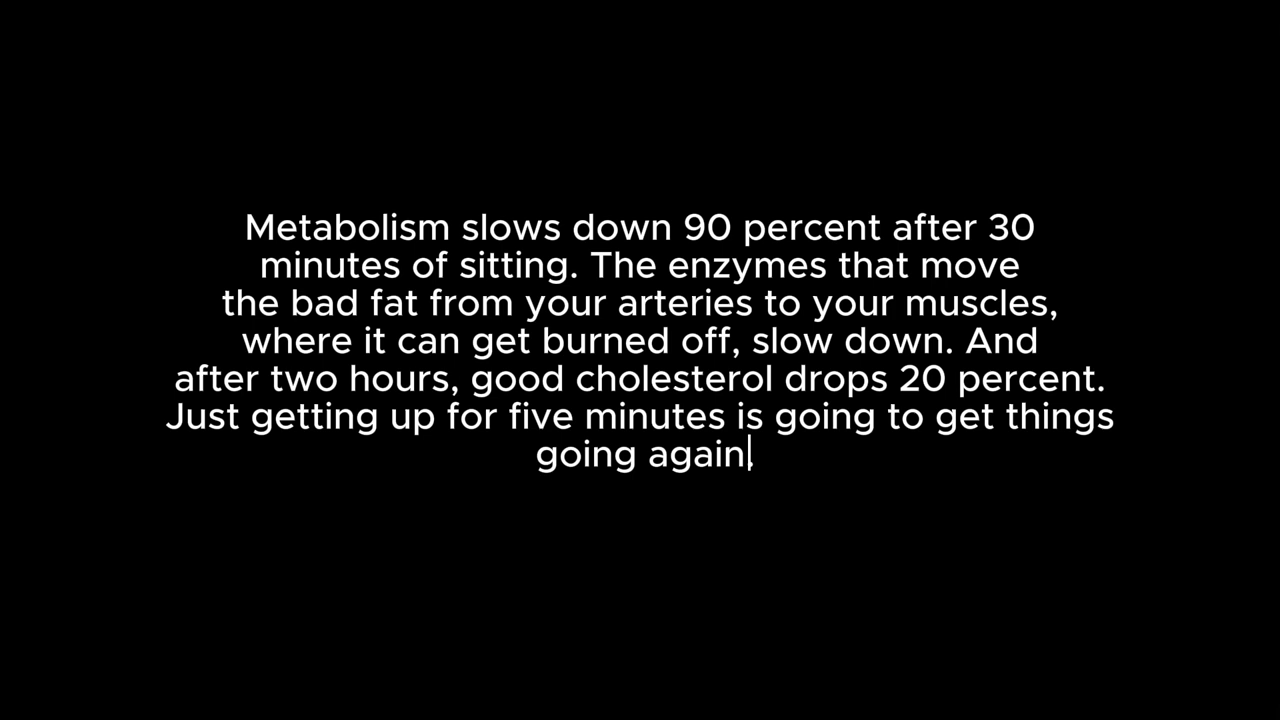 Metabolism slows down 90 percent after 30
minutes of sitting. The enzymes that move
the bad fat from your arteries to your muscles,
where it can get burned off, slow down. And
after two hours, good cholesterol drops 20 percent.
Just getting up for five minutes is going to get things
going again.